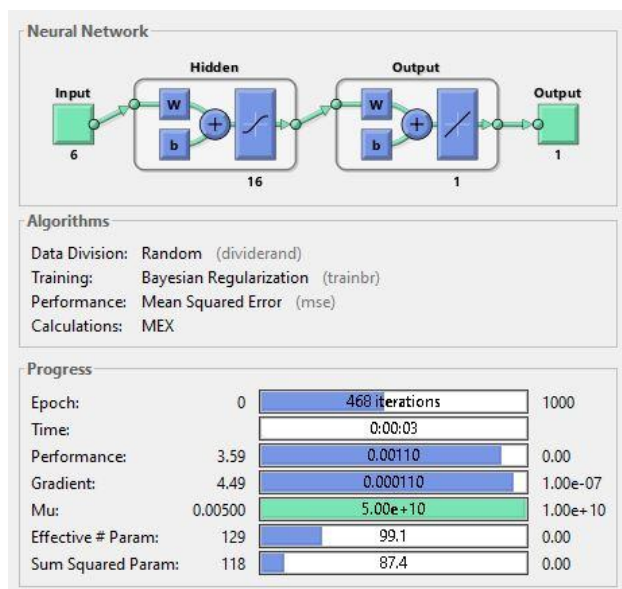 Neural Network
Hidden
Output
Input
Output
W
b
+
W
b
+
6
16
1
1
Algorithms
Data Division: Random (dividerand)
Training: Bayesian Regularization (trainbr)
Performance: Mean Squared Error (mse)
Calculations: MEX
Progress
Epoch: 0 468 iterations 1000
Time: 0:00:03
Performance: 3.59 0.00110 0.00
Gradient: 4.49 0.000110 1.00e-07
Mu: 0.00500 5.00e+10 1.00e+10
Effective # Param: 129 99.1 0.00
Sum Squared Param: 118 87.4 0.00